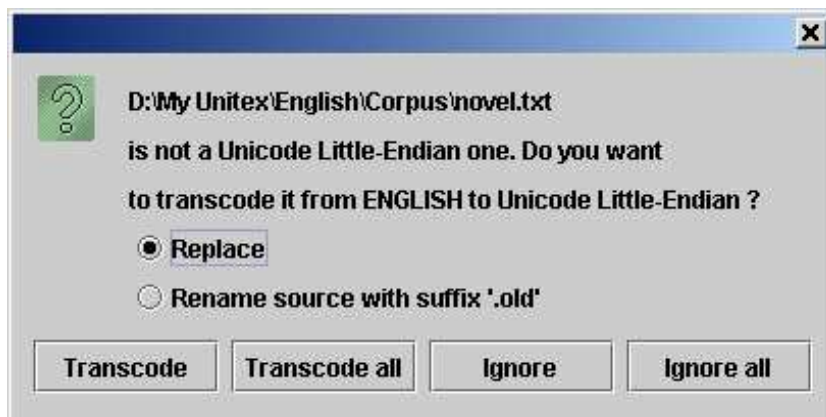 D:\My Unitex\English\Corpus\novel.txt
is not a Unicode Little-Endian one. Do you want
to transcode it from ENGLISH to Unicode Little-Endian ?
Replace
Rename source with suffix '.old'
Transcode Transcode all Ignore Ignore all